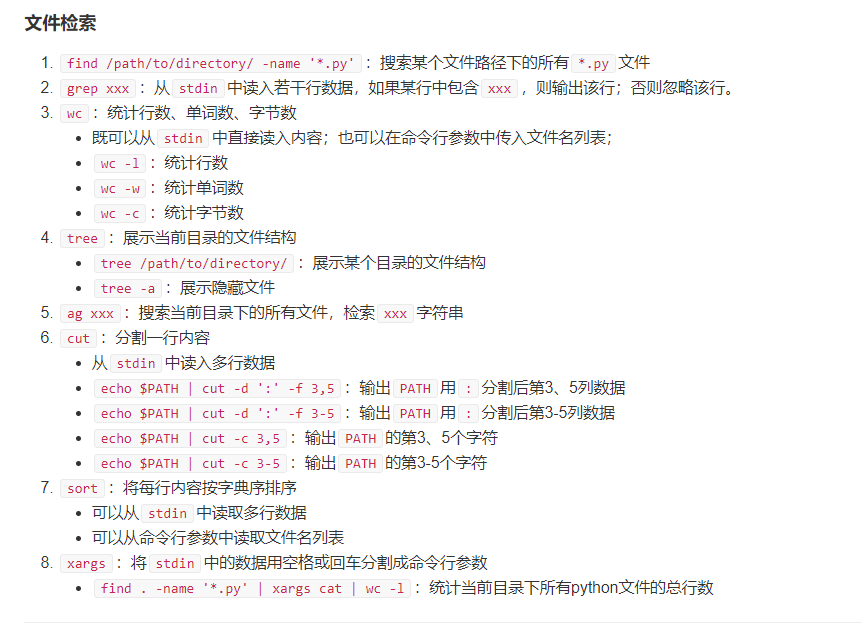 文件检索
1. find /path/to/directory/ -name '*.py' ：搜索某个文件路径下的所有 *.py 文件
2. grep xxx ：从 stdin 中读入若干行数据，如果某行中包含 xxx ，则输出该行；否则忽略该行。
3. wc ：统计行数、单词数、字节数
• 既可以从 stdin 中直接读入内容；也可以在命令行参数中传入文件名列表；
• wc -l ：统计行数
• wc -w ：统计单词数
• wc -c ：统计字节数
4. tree ：展示当前目录的文件结构
• tree /path/to/directory/ ：展示某个目录的文件结构
• tree -a ：展示隐藏文件
5. ag xxx ：搜索当前目录下的所有文件，检索 xxx 字符串
6. cut ：分割一行内容
• 从 stdin 中读入多行数据
• echo $PATH | cut -d ':' -f 3,5 ：输出 PATH 用 : 分割后第3、5列数据
• echo $PATH | cut -d ':' -f 3-5 ：输出 PATH 用 : 分割后第3-5列数据
• echo $PATH | cut -c 3,5 ：输出 PATH 的第3、5个字符
• echo $PATH | cut -c 3-5 ：输出 PATH 的第3-5个字符
7. sort ：将每行内容按字典序排序
• 可以从 stdin 中读取多行数据
• 可以从命令行参数中读取文件名列表
8. xargs ：将 stdin 中的数据用空格或回车分割成命令行参数
• find . -name '*.py' | xargs cat | wc -l ：统计当前目录下所有python文件的总行数